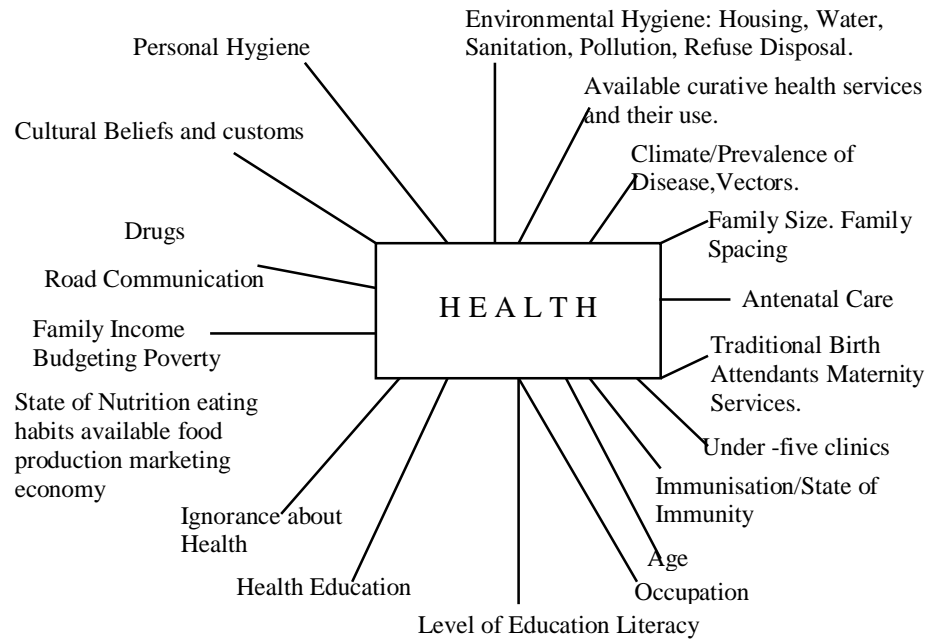 Environmental Hygiene: Housing, Water,
Sanitation, Pollution, Refuse Disposal.
Personal Hygiene
Available curative health services
and their use.
Cultural Beliefs and customs
Climate/Prevalence of
Disease,Vectors.
Family Size. Family
Spacing
Drugs
Road Communication
HEALTH
Antenatal Care
Family Income
Budgeting Poverty
Traditional Birth
Attendants Maternity
Services.
State of Nutrition eating
habits available food
production marketing
economy
Under -five clinics
Immunisation/State of
Immunity
Ignorance about
Health
Age
Health Education
Occupation
Level of Education Literacy